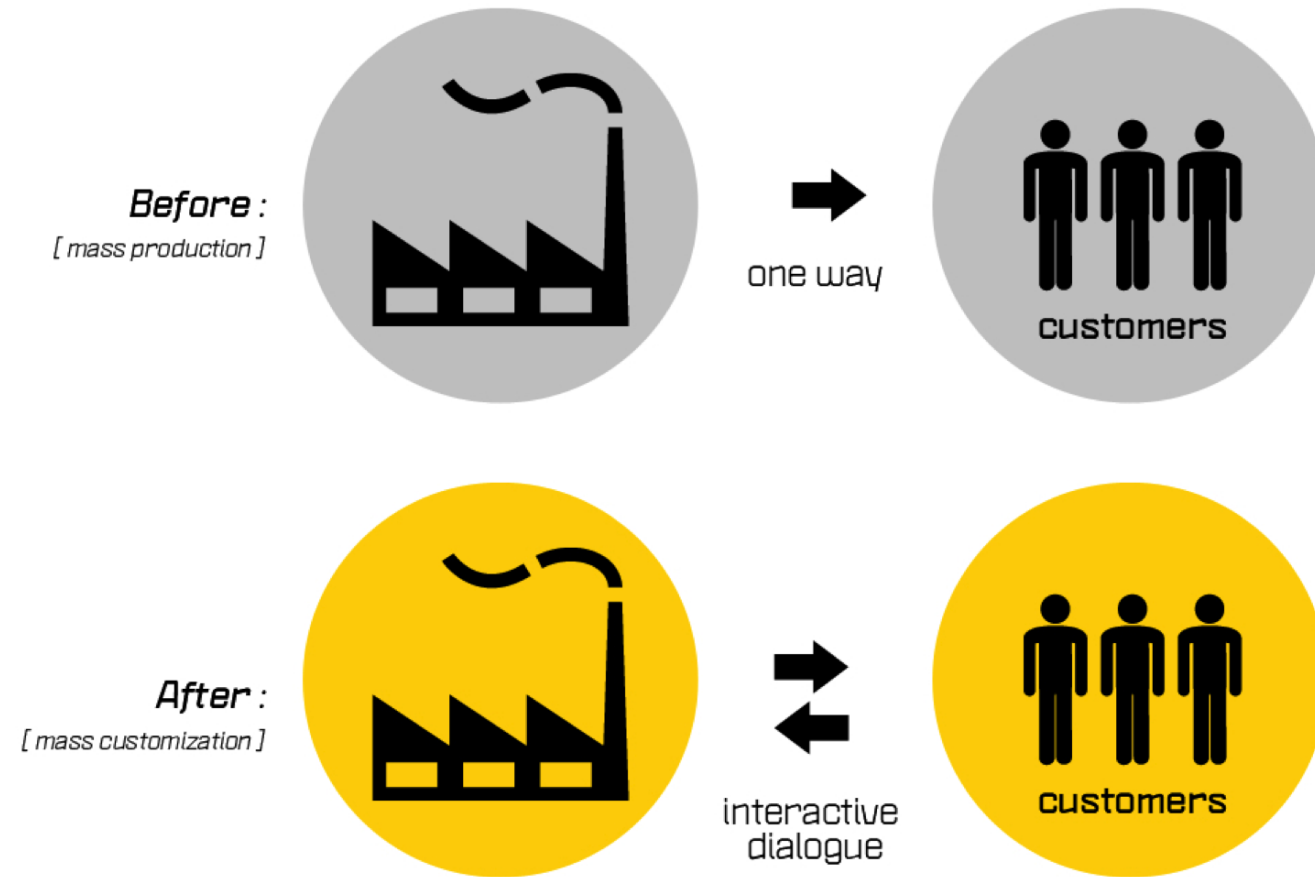 Before :
[ mass production ]
one way
customers
After :
[ mass customization ]
interactive
dialogue
customers